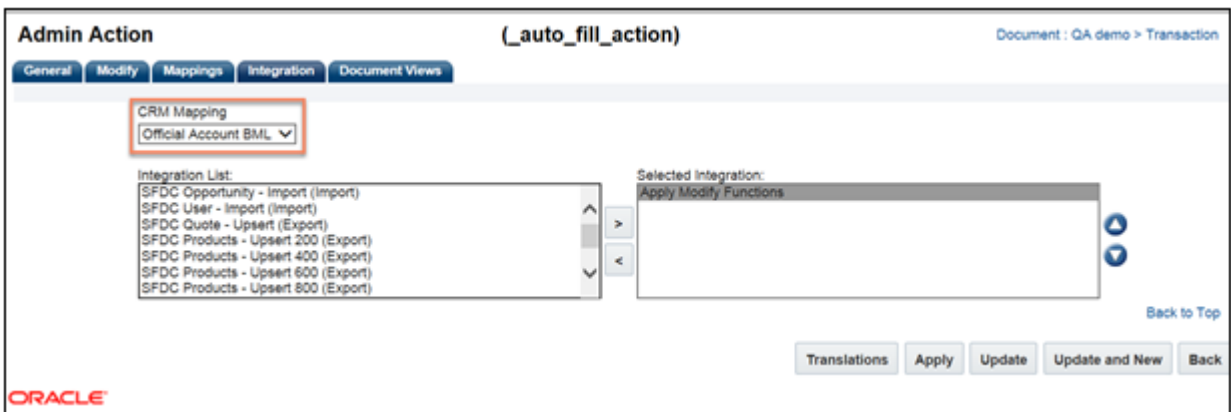 Admin Action (_auto_fill_action) Document : QA demo > Transaction
General Modify Mappings Integration Document Views
CRM Mapping
Official Account BML
Integration List: Selected Integration:
SFDC Opportunity - Import (Import) Apply Modify Functions
SFDC User - Import (Import)
SFDC Quote - Upsert (Export)
SFDC Products - Upsert 200 (Export)
SFDC Products - Upsert 400 (Export)
SFDC Products - Upsert 600 (Export)
SFDC Products - Upsert 800 (Export)
>
<
Back to Top
Translations Apply Update Update and New Back
ORACLE